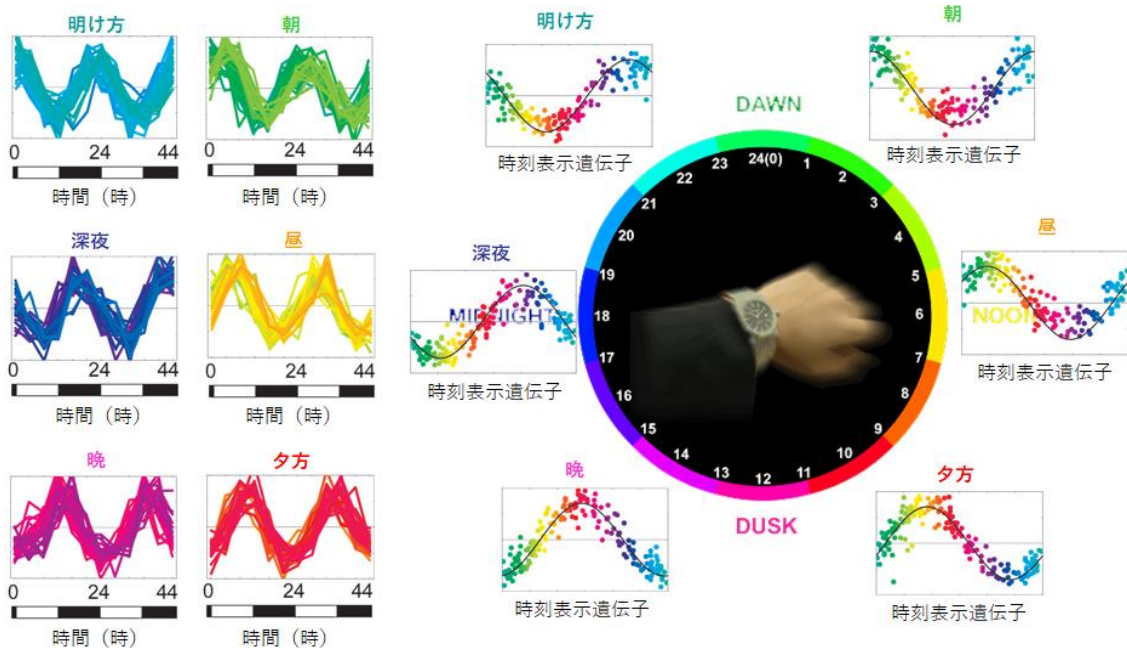 明け方
0 24 44
時間（時）
朝
0 24 44
時間（時）
深夜
0 24 44
時間（時）
昼
0 24 44
時間（時）
晩
0 24 44
時間（時）
夕方
0 24 44
時間（時）
明け方
時刻表示遺伝子
朝
時刻表示遺伝子
深夜
MIDNIGHT
時刻表示遺伝子
昼
NOON
時刻表示遺伝子
晩
時刻表示遺伝子
夕方
時刻表示遺伝子
DAWN
24(0)
1
2
3
4
5
6
7
8
9
10
11
12
13
14
15
16
17
18
19
20
21
22
23
DUSK